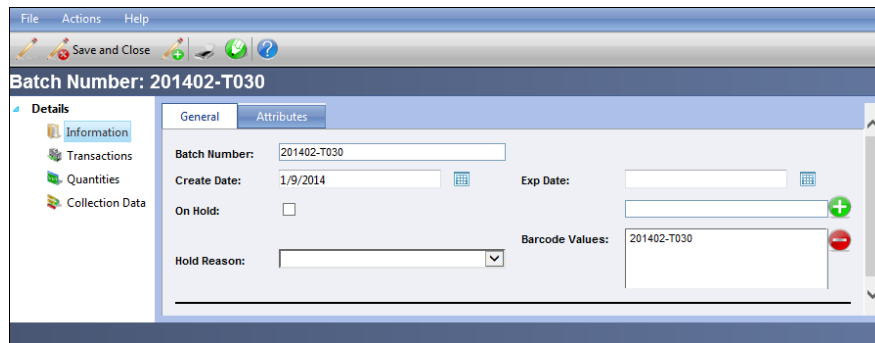 File Actions Help
Save and Close
Batch Number: 201402-T030
Details
Information
Transactions
Quantities
Collection Data
General Attributes
Batch Number: 201402-T030
Create Date: 1/9/2014 Exp Date:
On Hold:
Barcode Values: 201402-T030
Hold Reason: